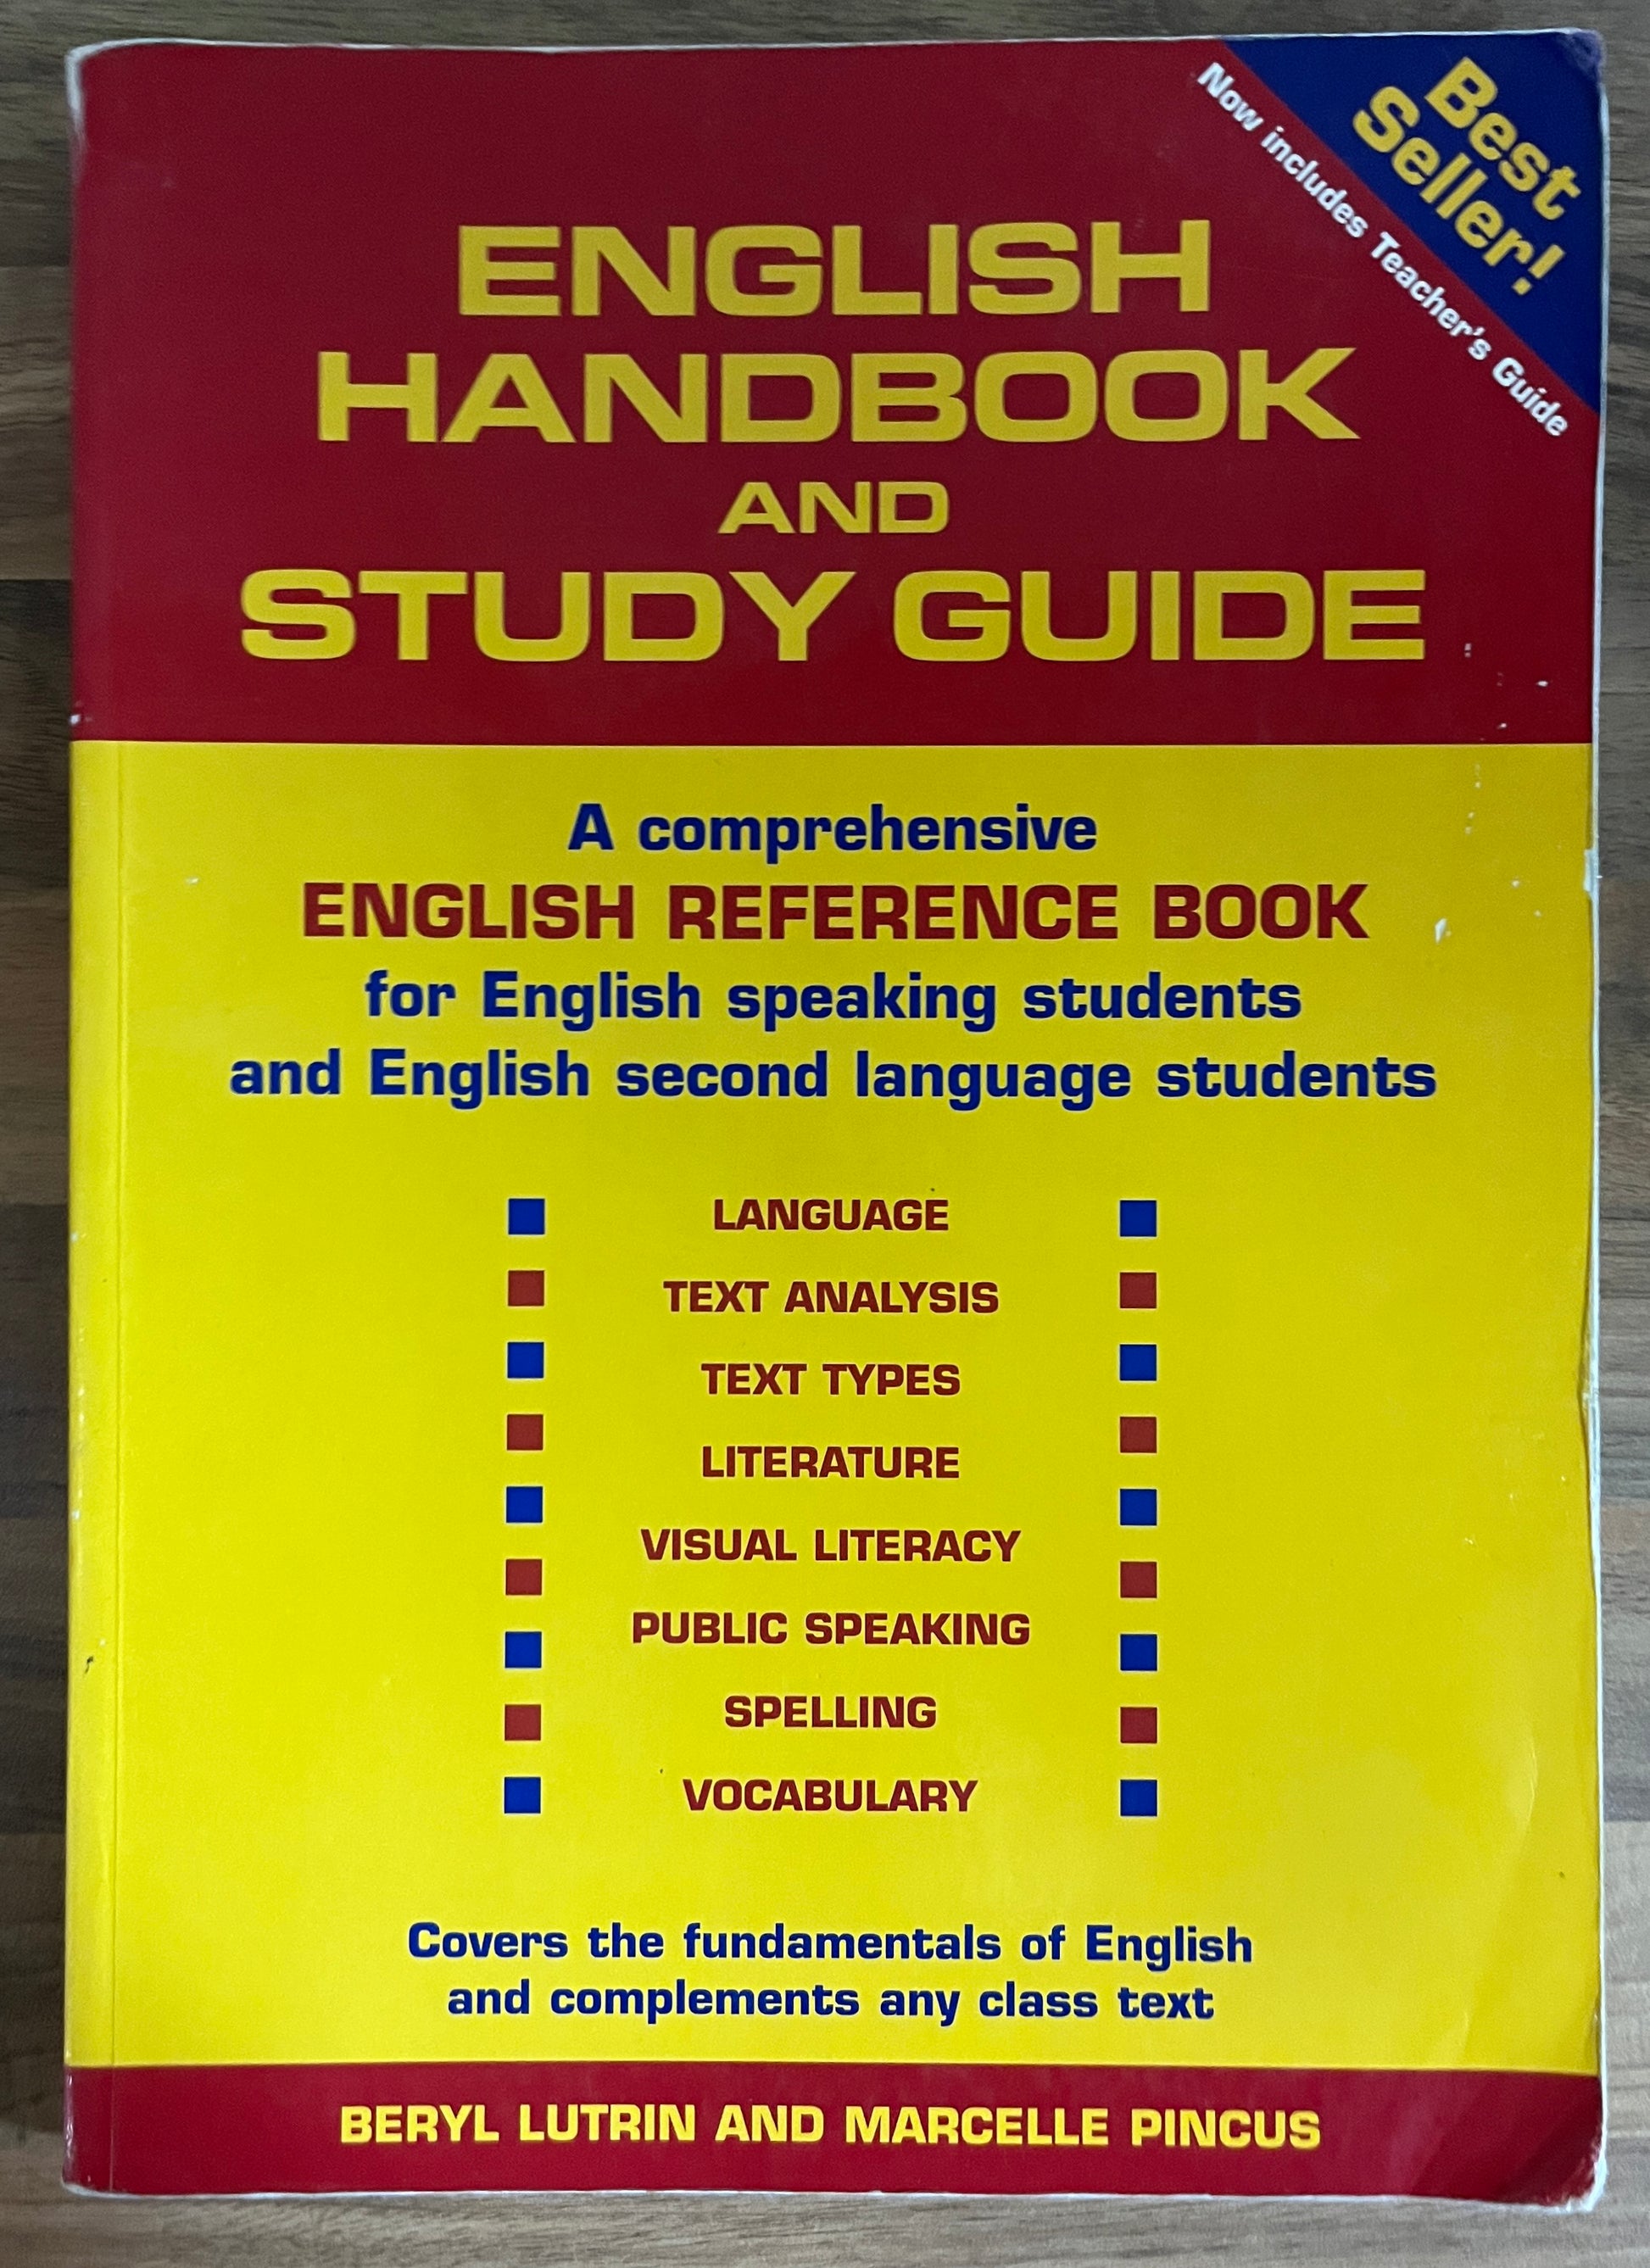 Best
Seller!
Now includes Teacher's Guide
ENGLISH
HANDBOOK
AND
STUDY GUIDE
A comprehensive
ENGLISH REFERENCE BOOK
for English speaking students
and English second language students
LANGUAGE
TEXT ANALYSIS
TEXT TYPES
LITERATURE
VISUAL LITERACY
PUBLIC SPEAKING
SPELLING
VOCABULARY
Covers the fundamentals of English
and complements any class text
BERYL LUTRIN AND MARCELLE PINCUS